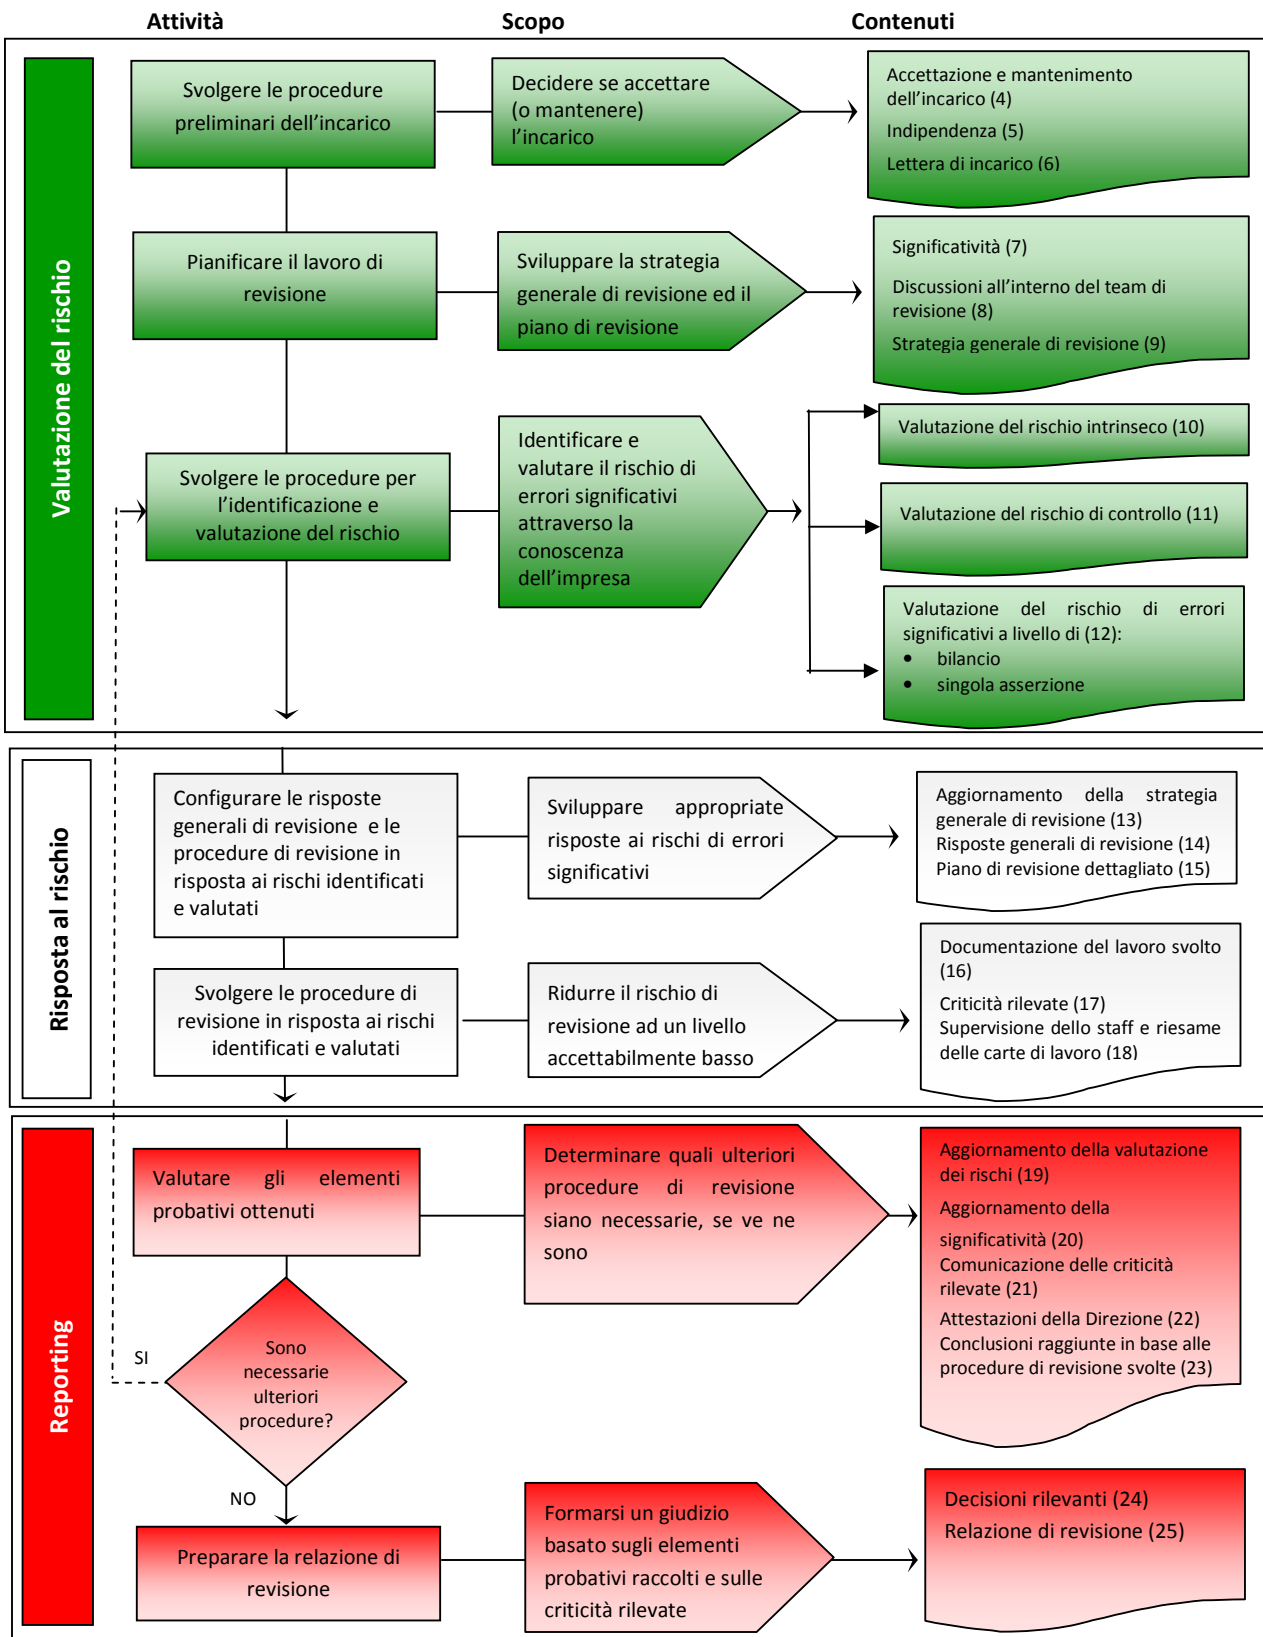 Attività
Scopo
Contenuti
Valutazione del rischio
Svolgere le procedure
preliminari dell'incarico
Decidere se accettare
(o mantenere)
l'incarico
Accettazione e mantenimento
dell'incarico (4)
Indipendenza (5)
Lettera di incarico (6)
Pianificare il lavoro di
revisione
Sviluppare la strategia
generale di revisione ed il
piano di revisione
Significatività (7)
Discussioni all'interno del team di
revisione (8)
Strategia generale di revisione (9)
Svolgere le procedure per
l'identificazione e
valutazione del rischio
Identificare e
valutare il rischio di
errori significativi
attraverso la
conoscenza
dell'impresa
Valutazione del rischio intrinseco (10)
Valutazione del rischio di controllo (11)
Valutazione del rischio di errori
significativi a livello di (12):
• bilancio
• singola asserzione
Risposta al rischio
Configurare le risposte
generali di revisione e le
procedure di revisione in
risposta ai rischi identificati
e valutati
Sviluppare appropriate
risposte ai rischi di errori
significativi
Aggiornamento della strategia
generale di revisione (13)
Risposte generali di revisione (14)
Piano di revisione dettagliato (15)
Svolgere le procedure di
revisione in risposta ai rischi
identificati e valutati
Ridurre il rischio di
revisione ad un livello
accettabilmente basso
Documentazione del lavoro svolto
(16)
Criticità rilevate (17)
Supervisione dello staff e riesame
delle carte di lavoro (18)
Reporting
Valutare gli elementi
probativi ottenuti
Determinare quali ulteriori
procedure di revisione
siano necessarie, se ve ne
sono
Aggiornamento della valutazione
dei rischi (19)
Aggiornamento della
significatività (20)
Comunicazione delle criticità
rilevate (21)
Attestazioni della Direzione (22)
Conclusioni raggiunte in base alle
procedure di revisione svolte (23)
SI
Sono
necessarie
ulteriori
procedure?
NO
Preparare la relazione di
revisione
Formarsi un giudizio
basato sugli elementi
probativi raccolti e sulle
criticità rilevate
Decisioni rilevanti (24)
Relazione di revisione (25)